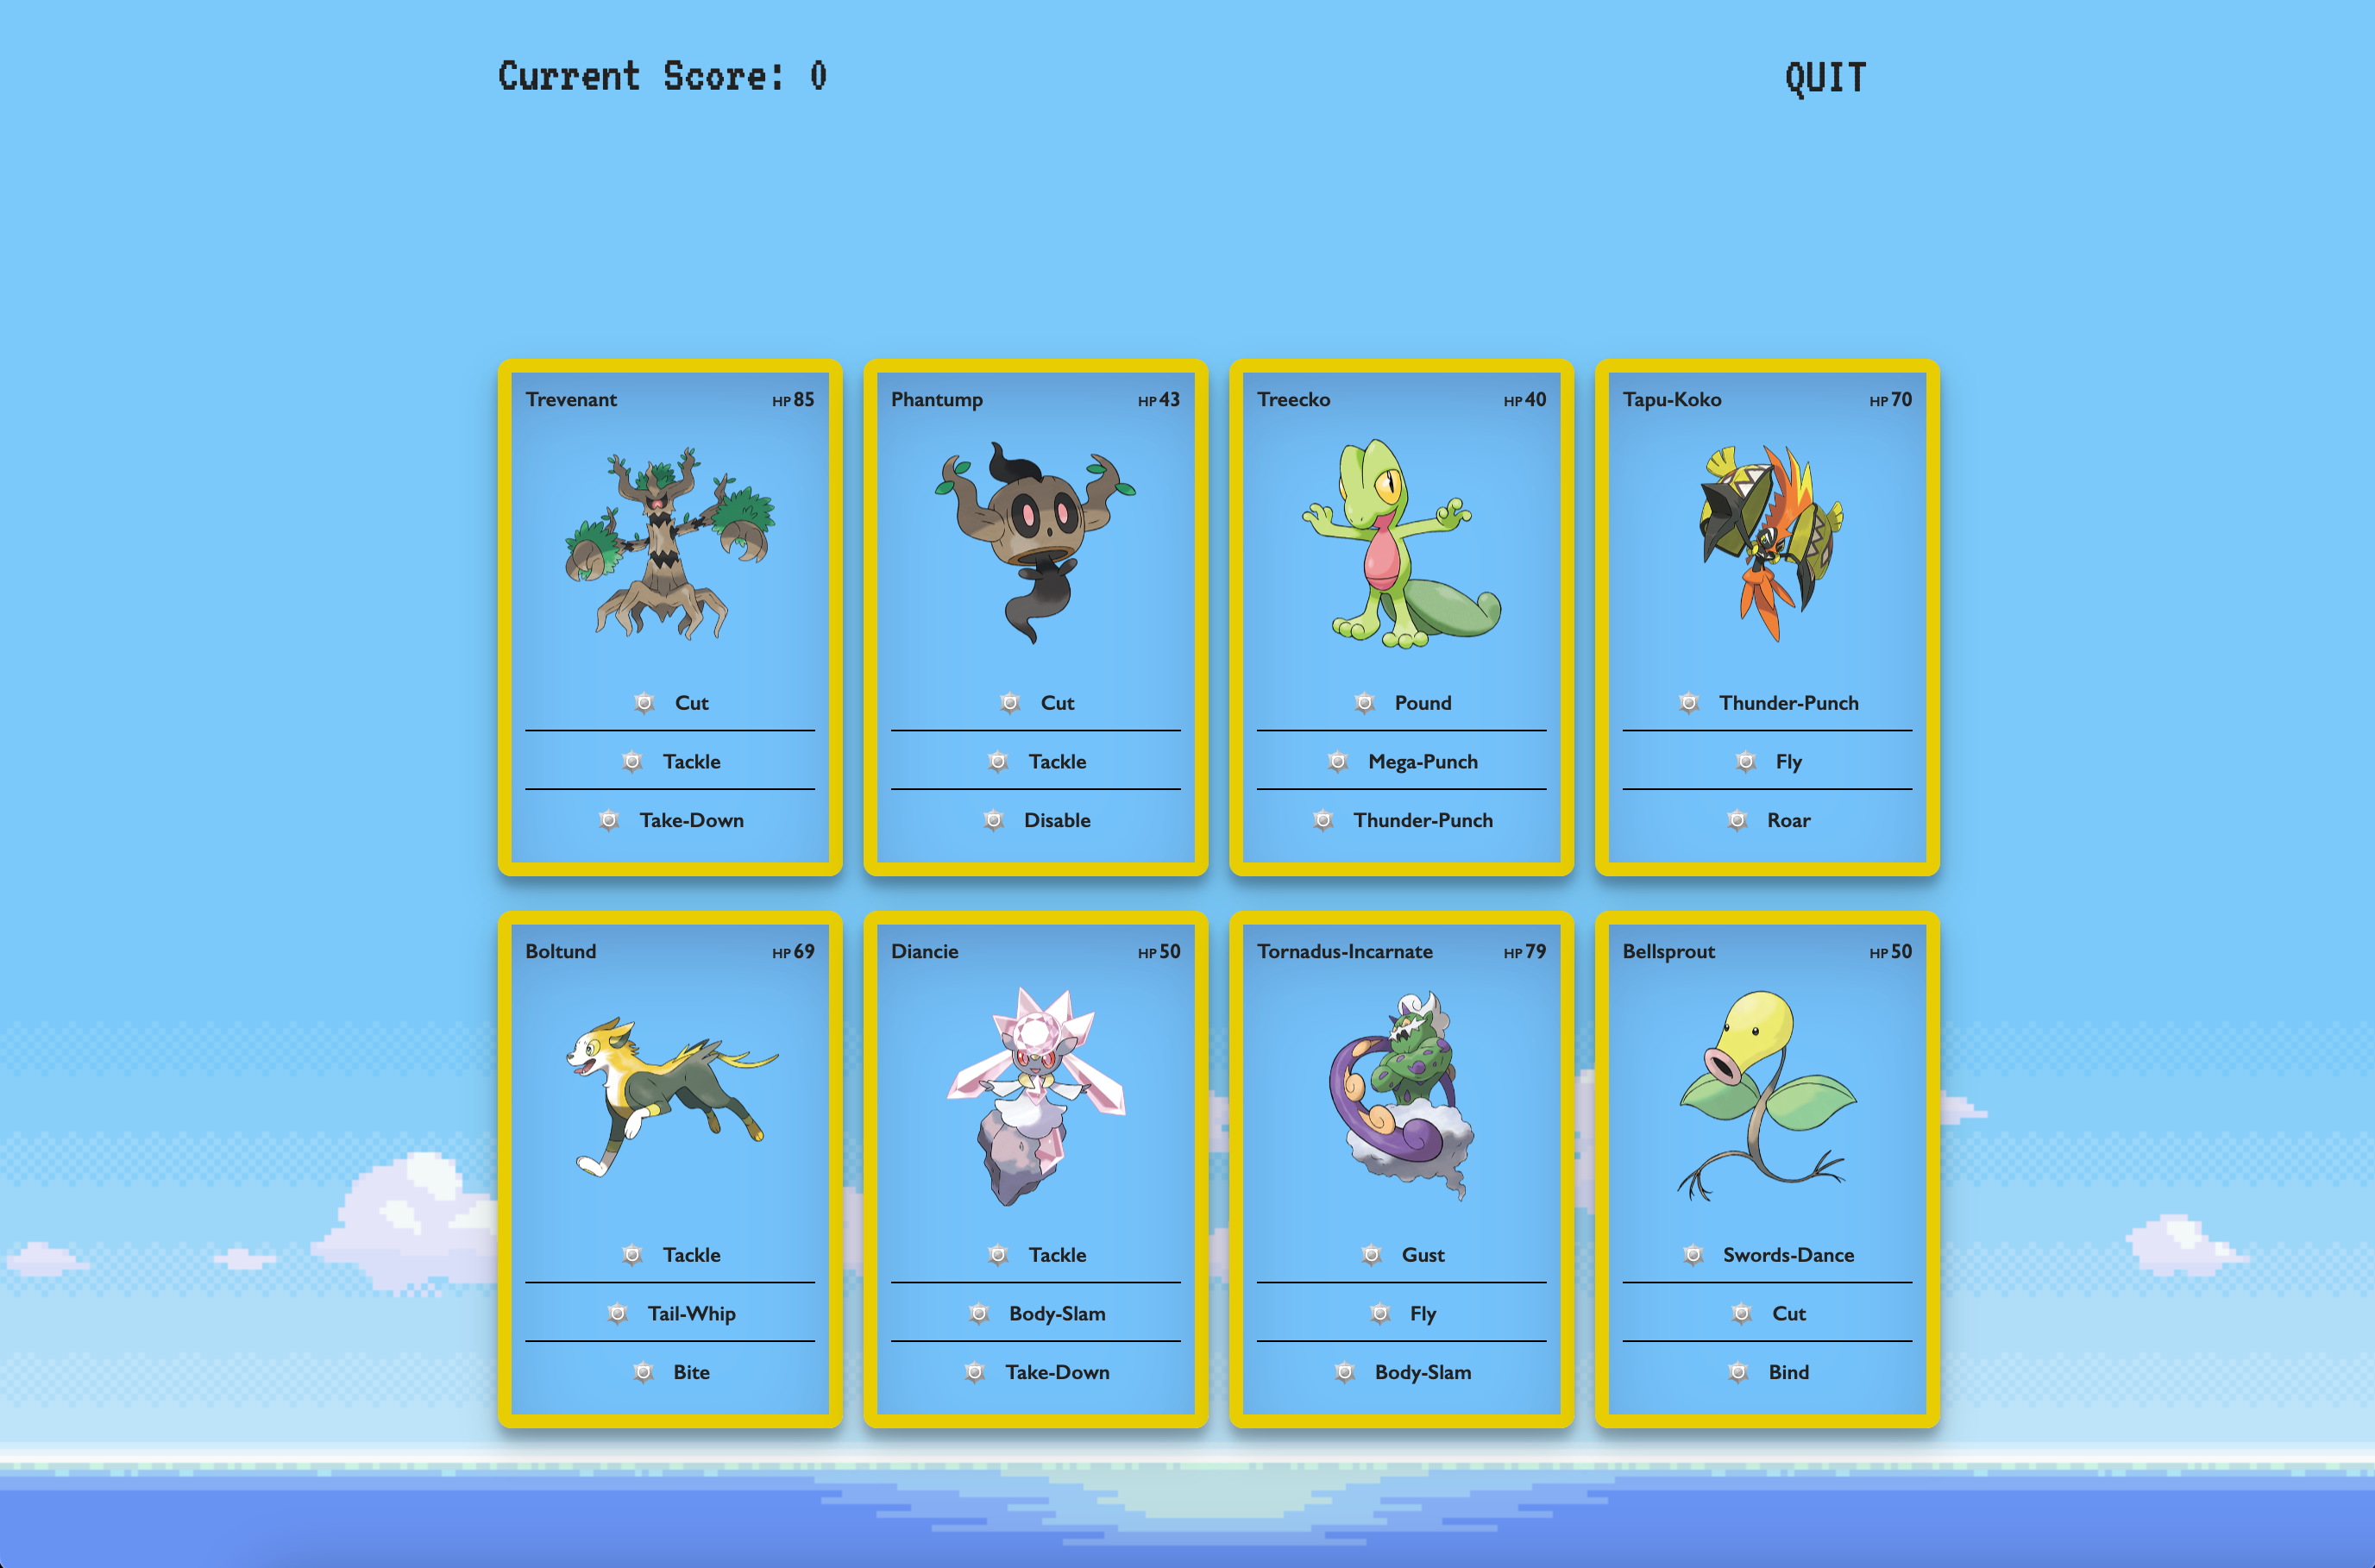 Current Score: 0 QUIT
Trevenant HP 85
Cut
Tackle
Take-Down
Phantump HP 43
Cut
Tackle
Disable
Treecko HP 40
Pound
Mega-Punch
Thunder-Punch
Tapu-Koko HP 70
Thunder-Punch
Fly
Roar
Boltund HP 69
Tackle
Tail-Whip
Bite
Diancie HP 50
Tackle
Body-Slam
Take-Down
Tornadus-Incarnate HP 79
Gust
Fly
Body-Slam
Bellsprout HP 50
Swords-Dance
Cut
Bind